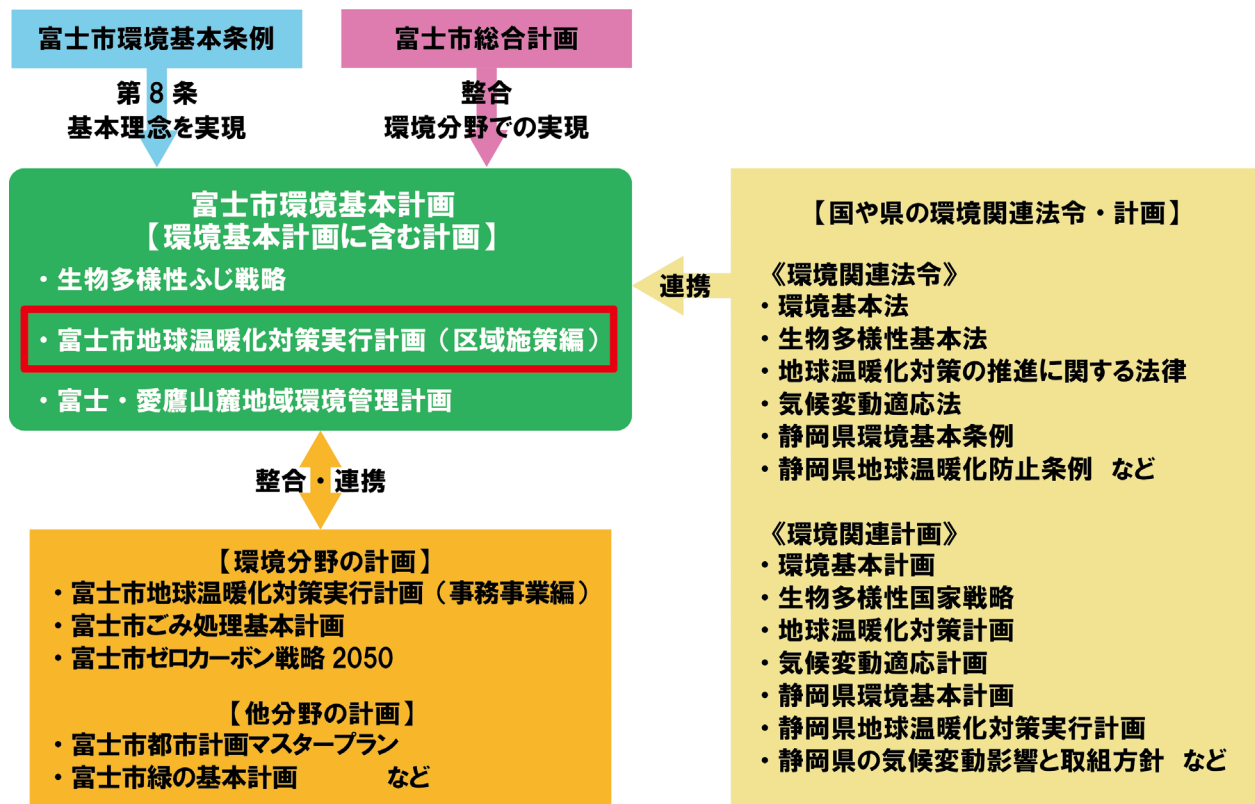 富士市環境基本条例
富士市総合計画
第8条
基本理念を実現
整合
環境分野での実現
富士市環境基本計画
【環境基本計画に含む計画】
・生物多様性ふじ戦略
・富士市地球温暖化対策実行計画（区域施策編）
・富士・愛鷹山麓地域環境管理計画
連携
【国や県の環境関連法令・計画】
《環境関連法令》
・環境基本法
・生物多様性基本法
・地球温暖化対策の推進に関する法律
・気候変動適応法
・静岡県環境基本条例
・静岡県地球温暖化防止条例 など
《環境関連計画》
・環境基本計画
・生物多様性国家戦略
・地球温暖化対策計画
・気候変動適応計画
・静岡県環境基本計画
・静岡県地球温暖化対策実行計画
・静岡県の気候変動影響と取組方針 など
整合・連携
【環境分野の計画】
・富士市地球温暖化対策実行計画（事務事業編）
・富士市ごみ処理基本計画
・富士市ゼロカーボン戦略2050
【他分野の計画】
・富士市都市計画マスタープラン
・富士市緑の基本計画 など